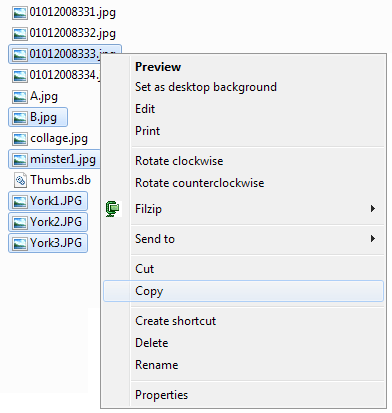 01012008331.jpg
01012008332.jpg
01012008333.jpg
01012008334.j
A.jpg
B.jpg
collage.jpg
minster1.jpg
Thumbs.db
York1.JPG
York2.JPG
York3.JPG
Preview
Set as desktop background
Edit
Print
Rotate clockwise
Rotate counterclockwise
Filzip
Send to
Cut
Copy
Create shortcut
Delete
Rename
Properties